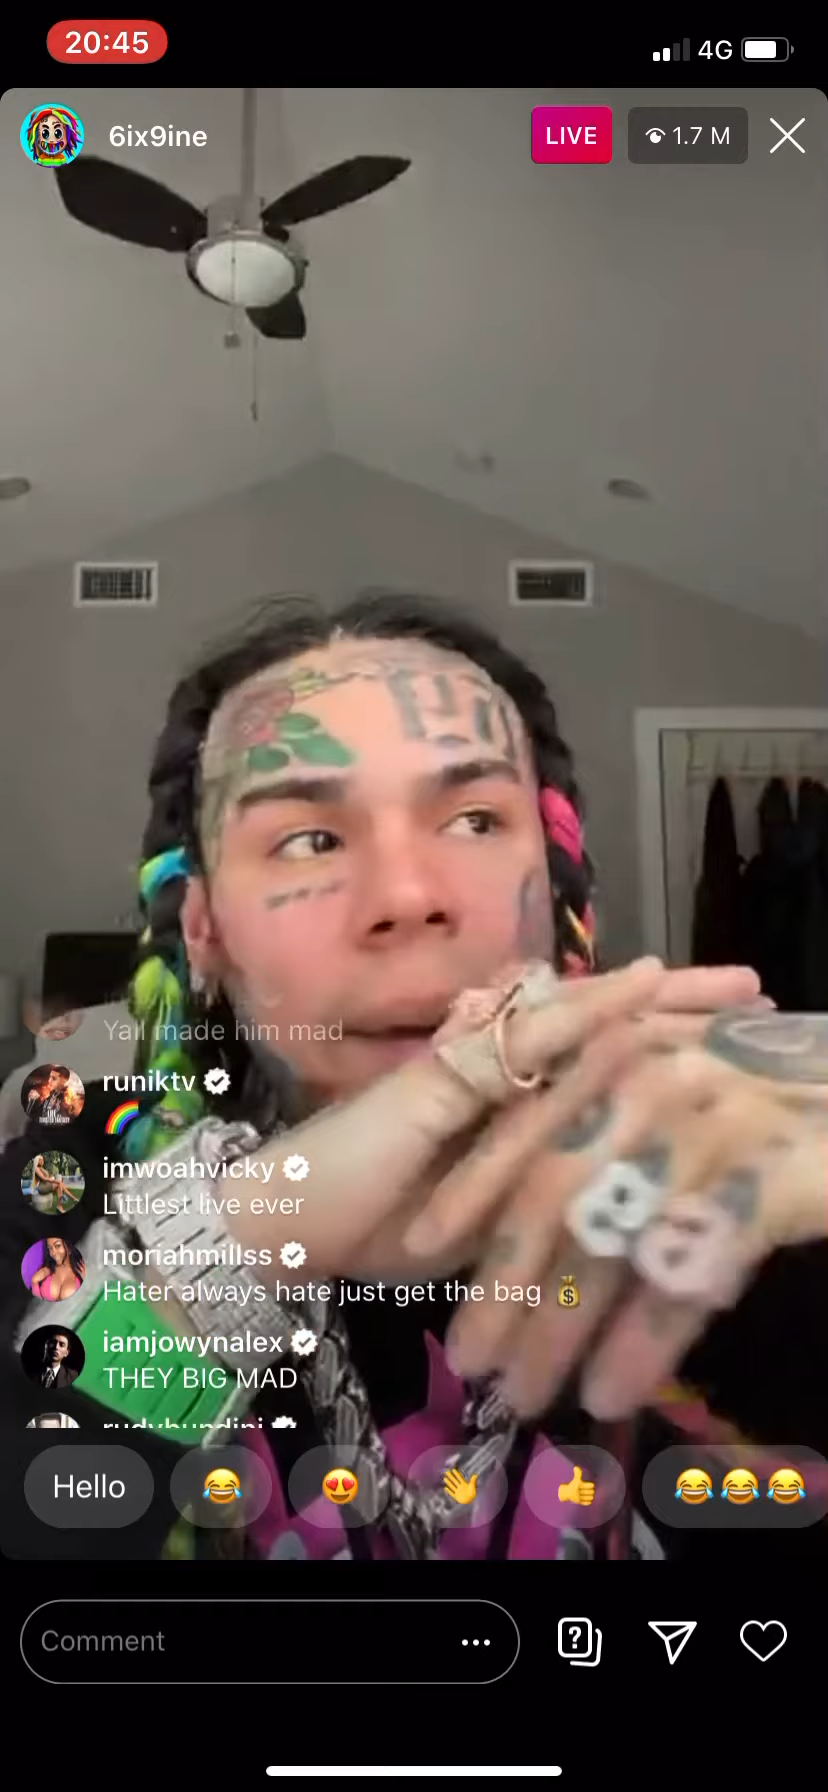 20:45
4G
6ix9ine
LIVE
1.7 M
Yall made him mad
runiktv
🌈
imwoahvicky
Littlest live ever
moriahmillss
Hater always hate just get the bag 💰
iamjowynalex
THEY BIG MAD
Hello
😂
😍
👋
👍
😂😂😂
Comment